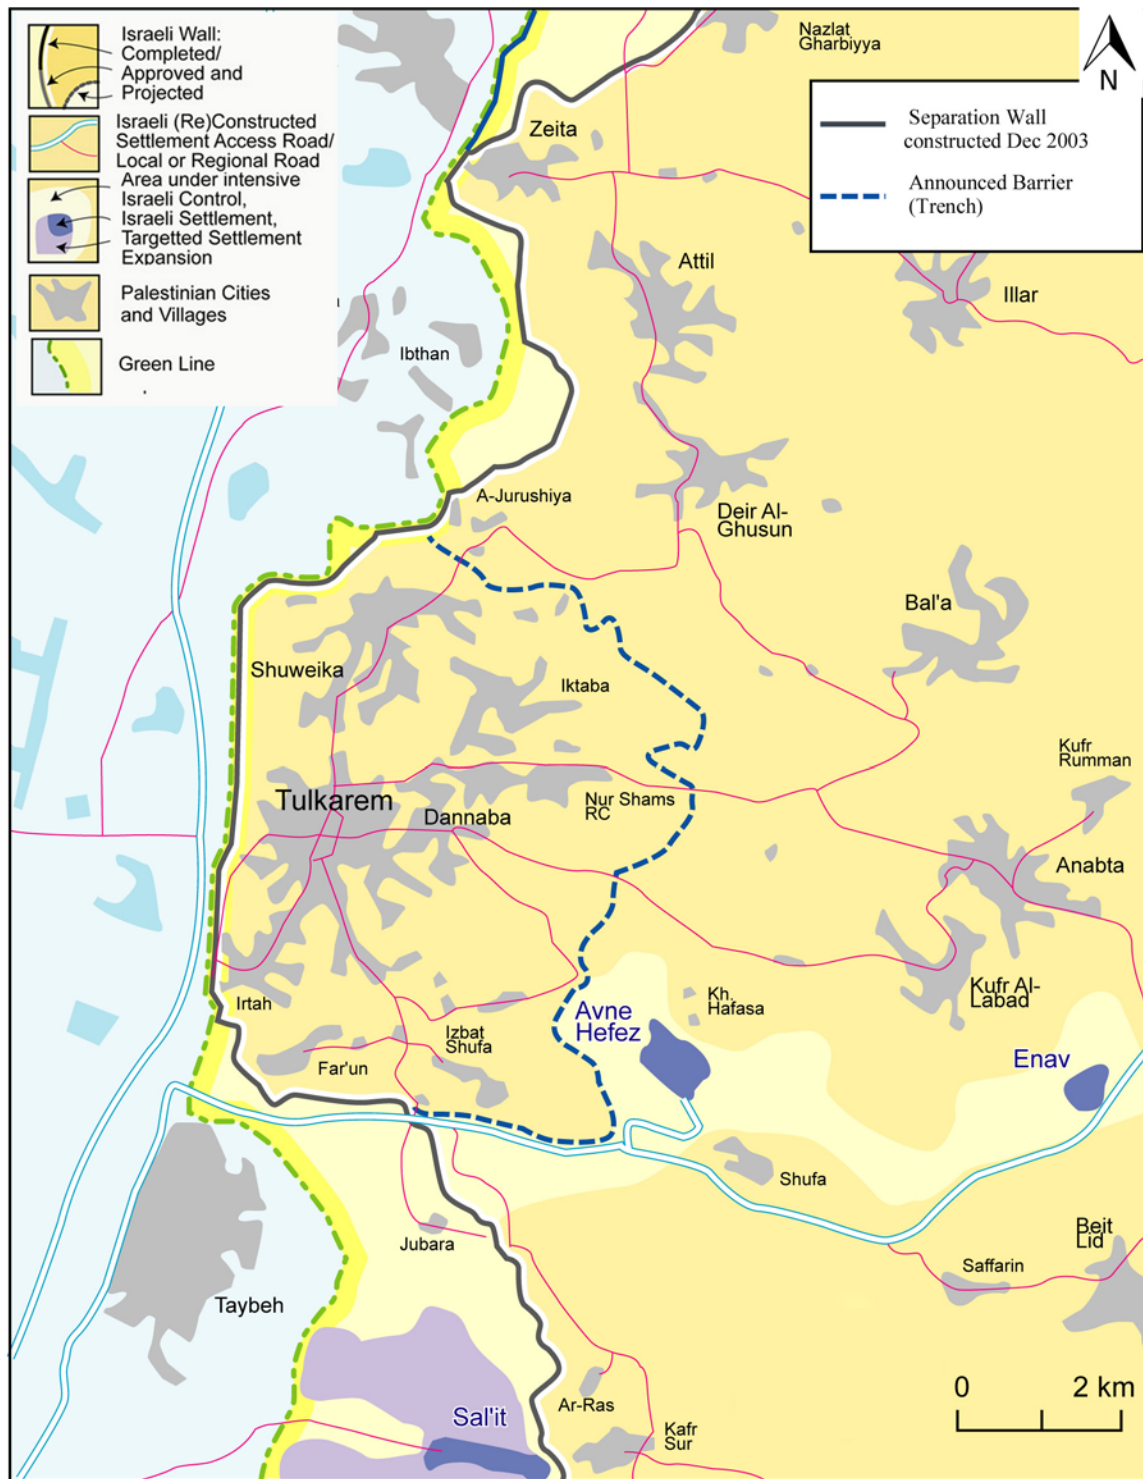 Israeli Wall:
Completed/
Approved and
Projected
Israeli (Re)Constructed
Settlement Access Road/
Local or Regional Road
Area under intensive
Israeli Control,
Israeli Settlement,
Targetted Settlement
Expansion
Palestinian Cities
and Villages
Green Line
N
Separation Wall
constructed Dec 2003
Announced Barrier
(Trench)
Nazlat
Gharbiyya
Zeita
Attil
Illar
Ibthan
A-Jurushiya
Deir Al-
Ghusun
Bal'a
Shuweika
Iktaba
Kufr
Rumman
Tulkarem
Dannaba
Nur Shams
RC
Anabta
Irtah
Kufr Al-
Labad
Kh.
Hafasa
Avne
Hefez
Izbat
Shufa
Far'un
Enav
Shufa
Jubara
Beit
Lid
Saffarin
Taybeh
Ar-Ras
Sal'it
Kafr
Sur
0 2 km